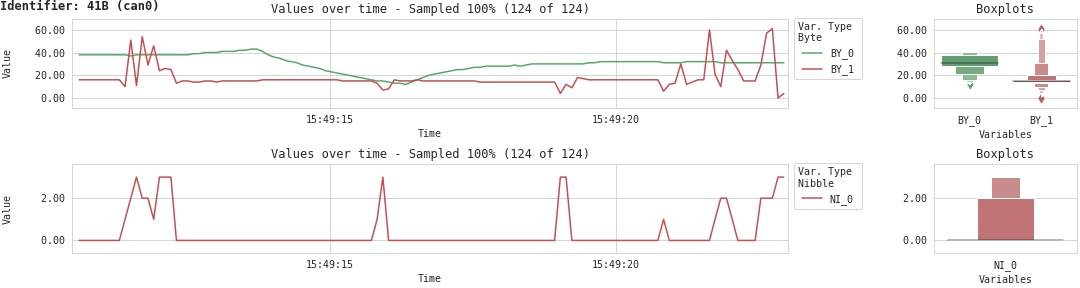 Identifier: 41B (can0)
Values over time - Sampled 100% (124 of 124)
Boxplots
60.00
40.00
20.00
0.00
Value
15:49:15
15:49:20
Time
Var. Type
Byte
BY_0
BY_1
60.00
40.00
20.00
0.00
BY_0
BY_1
Variables
Values over time - Sampled 100% (124 of 124)
Boxplots
2.00
0.00
Value
15:49:15
15:49:20
Time
Var. Type
Nibble
NI_0
2.00
0.00
NI_0
Variables